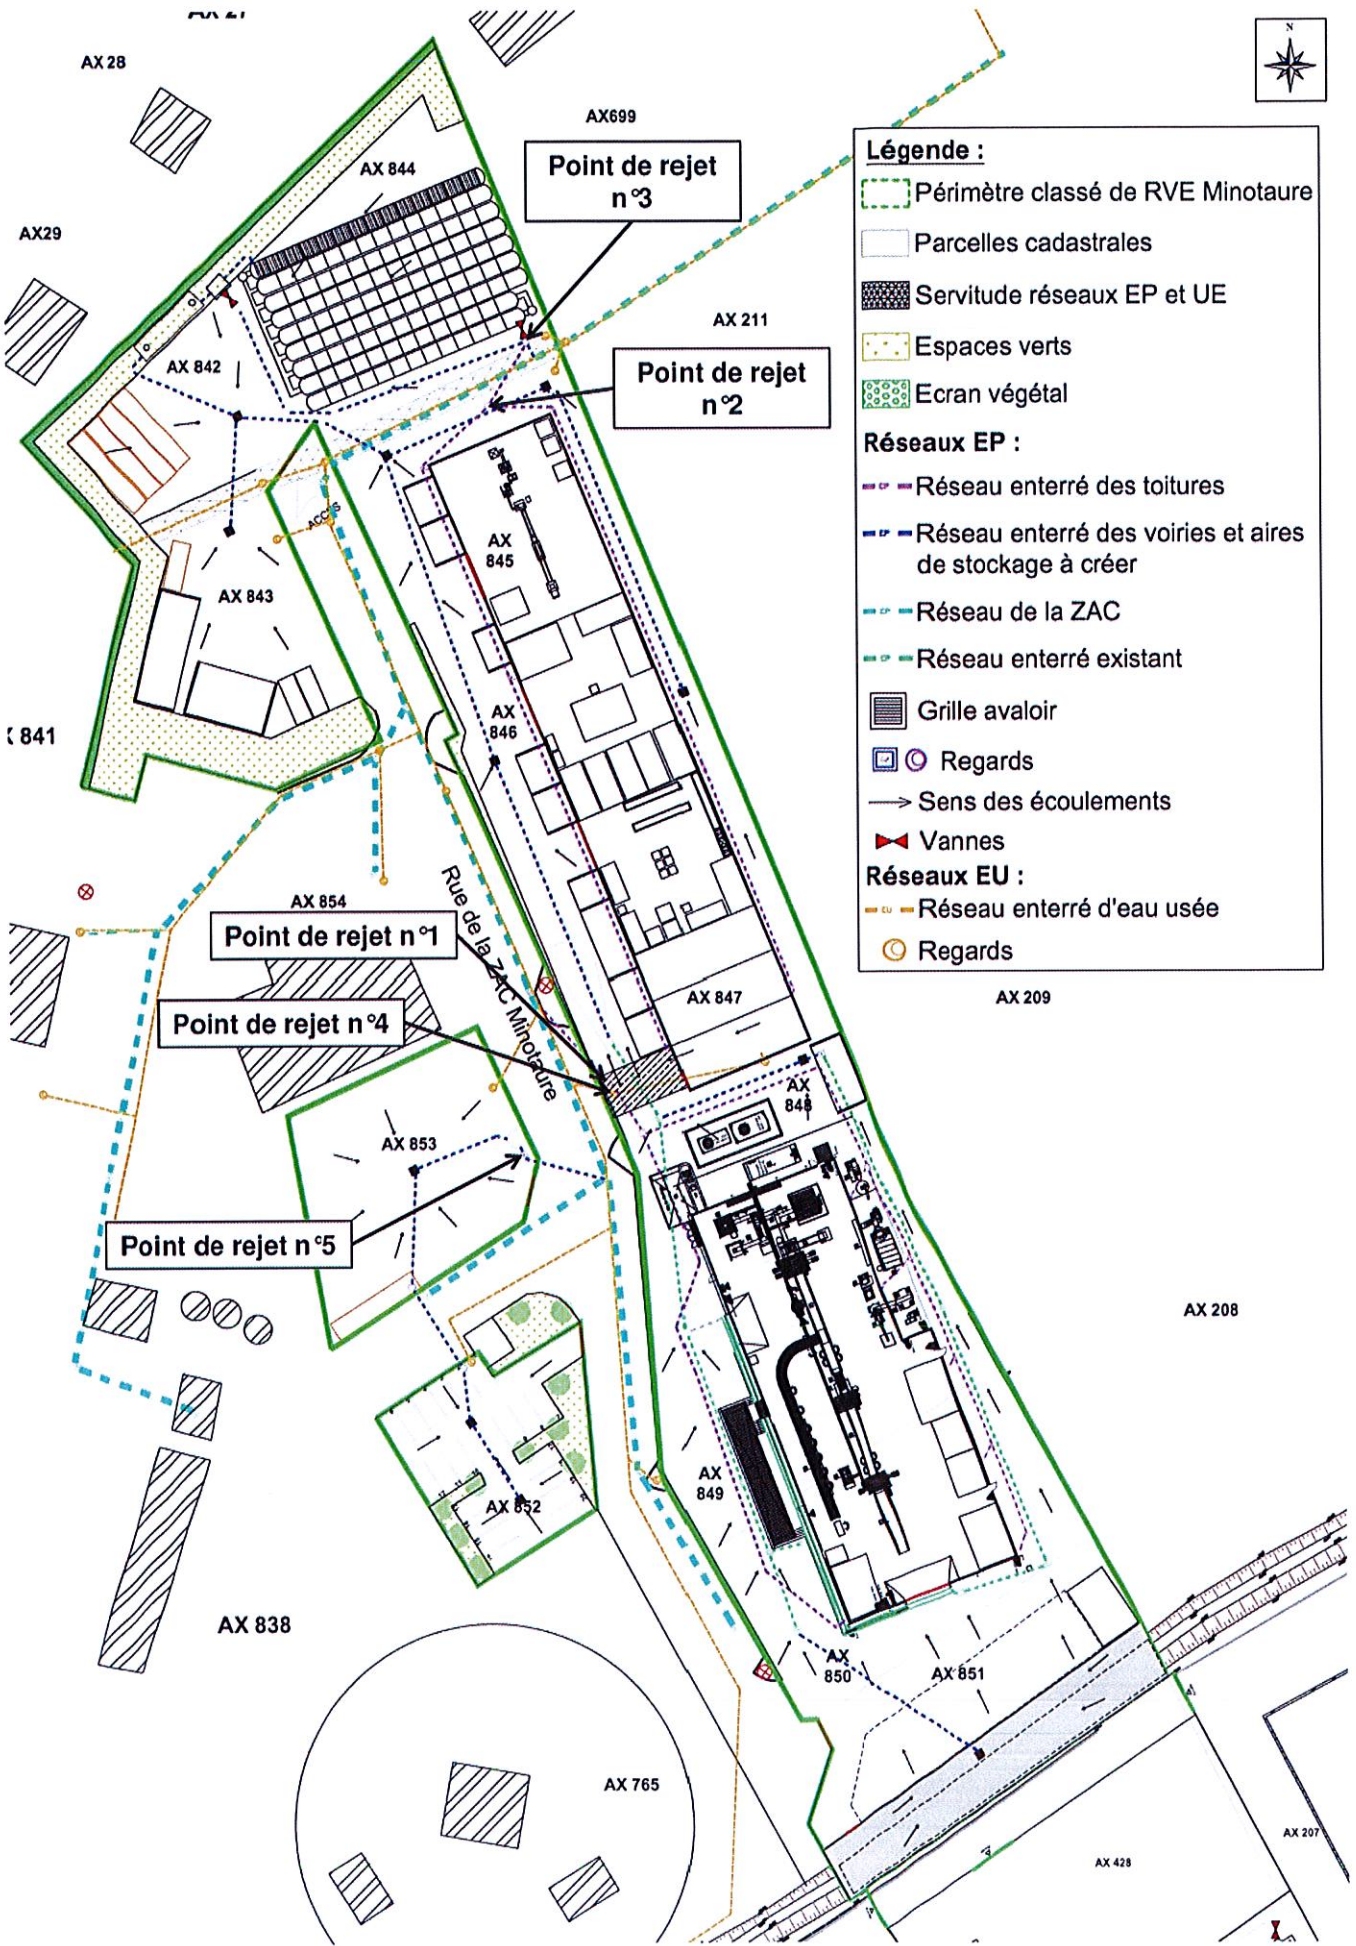 N
AX 28
AX699
AX 844
Point de rejet
n°3
AX29
AX 211
AX 842
Point de rejet
n°2
Légende :
Périmètre classé de RVE Minotaure
Parcelles cadastrales
Servitude réseaux EP et UE
Espaces verts
Ecran végétal
Réseaux EP :
EP Réseau enterré des toitures
EP Réseau enterré des voiries et aires
de stockage à créer
EP Réseau de la ZAC
EP Réseau enterré existant
Grille avaloir
Regards
Sens des écoulements
Vannes
Réseaux EU :
EU Réseau enterré d'eau usée
Regards
ACCES
AX
845
AX 843
AX
846
X 841
AX 854
Rue de la ZAC Minotaure
Point de rejet n°1
AX 847
AX 209
Point de rejet n°4
AX
848
AX 853
Point de rejet n°5
AX 208
AX
849
AX 852
AX 838
AX
850
AX 851
AX 765
AX 207
AX 428